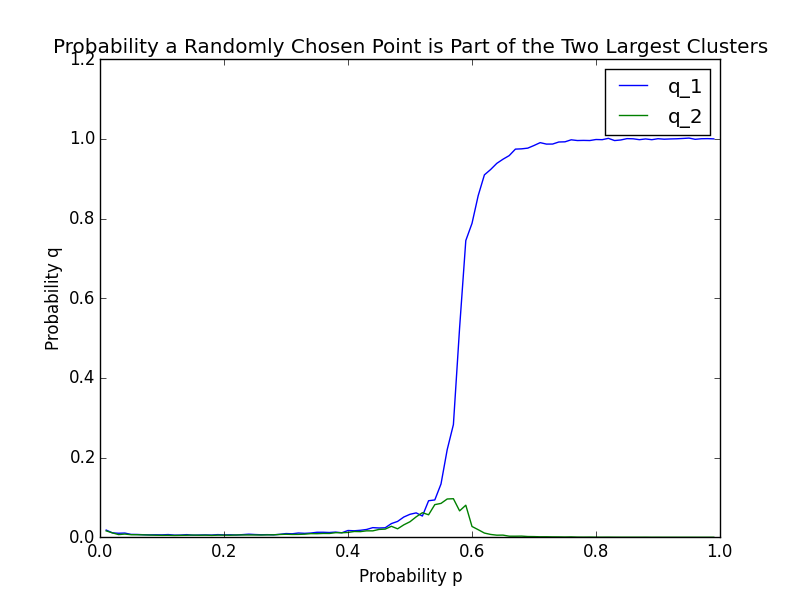 Probability a Randomly Chosen Point is Part of the Two Largest Clusters
1.2
q_1
q_2
1.0
0.8
0.6
0.4
0.2
0.0
Probability q
0.0 0.2 0.4 0.6 0.8 1.0
Probability p